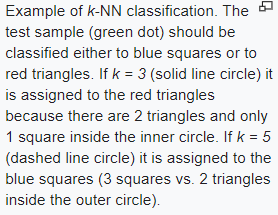 Example of k-NN classification. The
test sample (green dot) should be
classified either to blue squares or to
red triangles. If k = 3 (solid line circle) it
is assigned to the red triangles
because there are 2 triangles and only
1 square inside the inner circle. If k = 5
(dashed line circle) it is assigned to the
blue squares (3 squares vs. 2 triangles
inside the outer circle).